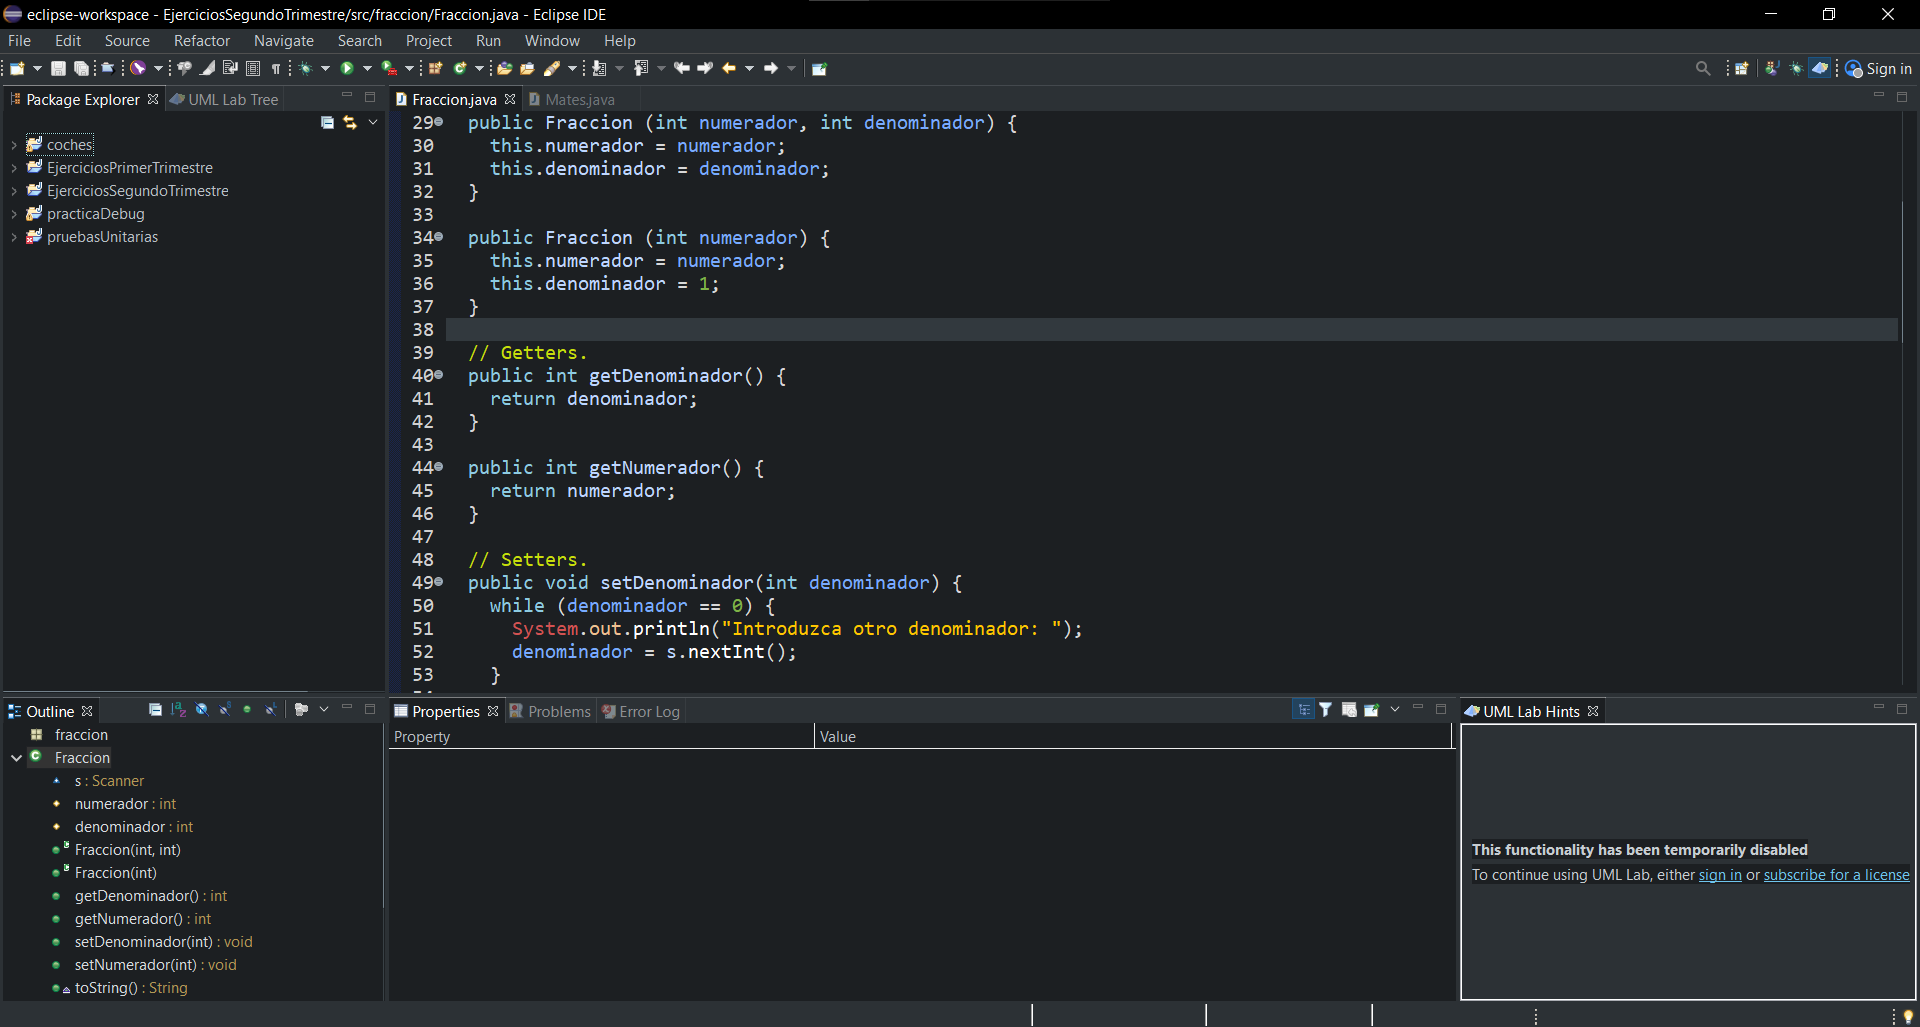 eclipse-workspace - EjerciciosSegundoTrimestre/src/fraccion/Fraccion.java - Eclipse IDE
File Edit Source Refactor Navigate Search Project Run Window Help
Sign in
Package Explorer UML Lab Tree
coches
EjerciciosPrimerTrimestre
EjerciciosSegundoTrimestre
practicaDebug
pruebasUnitarias
Fraccion.java Mates.java
29 public Fraccion (int numerador, int denominador) {
30 this.numerador = numerador;
31 this.denominador = denominador;
32 }
33
34 public Fraccion (int numerador) {
35 this.numerador = numerador;
36 this.denominador = 1;
37 }
38
39 // Getters.
40 public int getDenominador() {
41 return denominador;
42 }
43
44 public int getNumerador() {
45 return numerador;
46 }
47
48 // Setters.
49 public void setDenominador(int denominador) {
50 while (denominador == 0) {
51 System.out.println("Introduzca otro denominador: ");
52 denominador = s.nextInt();
53 }
Outline
fraccion
Fraccion
s : Scanner
numerador : int
denominador : int
Fraccion(int, int)
Fraccion(int)
getDenominador() : int
getNumerador() : int
setDenominador(int) : void
setNumerador(int) : void
toString() : String
Properties Problems Error Log
Property Value
UML Lab Hints
This functionality has been temporarily disabled
To continue using UML Lab, either sign in or subscribe for a license